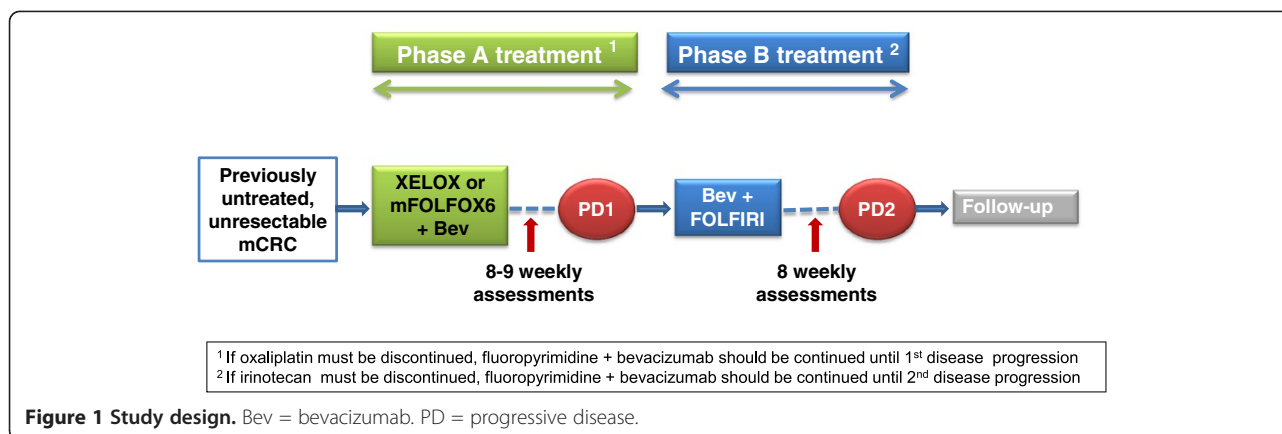 Phase A treatment 1
Phase B treatment 2
Previously
untreated,
unresectable
mCRC
XELOX or
mFOLFOX6
+ Bev
PD1
Bev +
FOLFIRI
PD2
Follow-up
8-9 weekly
assessments
8 weekly
assessments
1 If oxaliplatin must be discontinued, fluoropyrimidine + bevacizumab should be continued until 1st disease progression
2 If irinotecan must be discontinued, fluoropyrimidine + bevacizumab should be continued until 2nd disease progression
Figure 1 Study design. Bev = bevacizumab. PD = progressive disease.